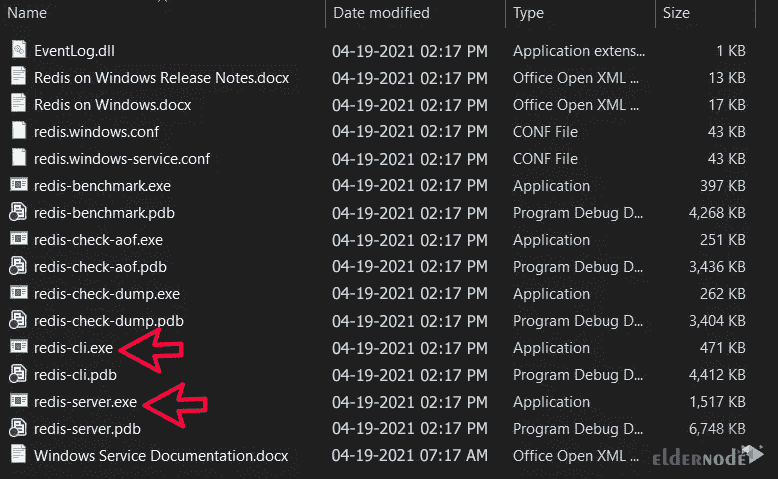 Name Date modified Type Size
EventLog.dll 04-19-2021 02:17 PM Application extens... 1 KB
Redis on Windows Release Notes.docx 04-19-2021 02:17 PM Office Open XML ... 13 KB
Redis on Windows.docx 04-19-2021 02:17 PM Office Open XML ... 17 KB
redis.windows.conf 04-19-2021 02:17 PM CONF File 43 KB
redis.windows-service.conf 04-19-2021 02:17 PM CONF File 43 KB
redis-benchmark.exe 04-19-2021 02:17 PM Application 397 KB
redis-benchmark.pdb 04-19-2021 02:17 PM Program Debug D... 4,268 KB
redis-check-aof.exe 04-19-2021 02:17 PM Application 251 KB
redis-check-aof.pdb 04-19-2021 02:17 PM Program Debug D... 3,436 KB
redis-check-dump.exe 04-19-2021 02:17 PM Application 262 KB
redis-check-dump.pdb 04-19-2021 02:17 PM Program Debug D... 3,404 KB
redis-cli.exe 04-19-2021 02:17 PM Application 471 KB
redis-cli.pdb 04-19-2021 02:17 PM Program Debug D... 4,412 KB
redis-server.exe 04-19-2021 02:17 PM Application 1,517 KB
redis-server.pdb 04-19-2021 02:17 PM Program Debug D... 6,748 KB
Windows Service Documentation.docx 04-19-2021 07:17 AM Office Open XML ... 14 KB
ELDERNODE